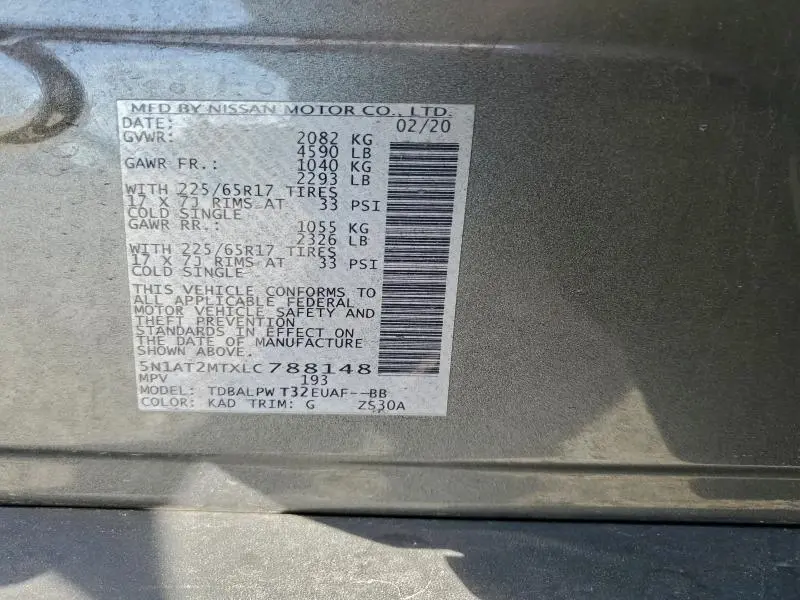 MFD BY NISSAN MOTOR CO., LTD.
DATE: 02/20
GVWR: 2082 KG
4590 LB
GAWR FR.: 1040 KG
2293 LB
WITH 225/65R17 TIRES
17 X 7J RIMS AT 33 PSI
COLD SINGLE
GAWR RR.: 1055 KG
2326 LB
WITH 225/65R17 TIRES
17 X 7J RIMS AT 33 PSI
COLD SINGLE
THIS VEHICLE CONFORMS TO
ALL APPLICABLE FEDERAL
MOTOR VEHICLE SAFETY AND
THEFT PREVENTION
STANDARDS IN EFFECT ON
THE DATE OF MANUFACTURE
SHOWN ABOVE.
5N1AT2MTXLC788148
MPV 193
MODEL: TDBALPW T32EUAF--BB
COLOR: KAD TRIM: G ZS30A